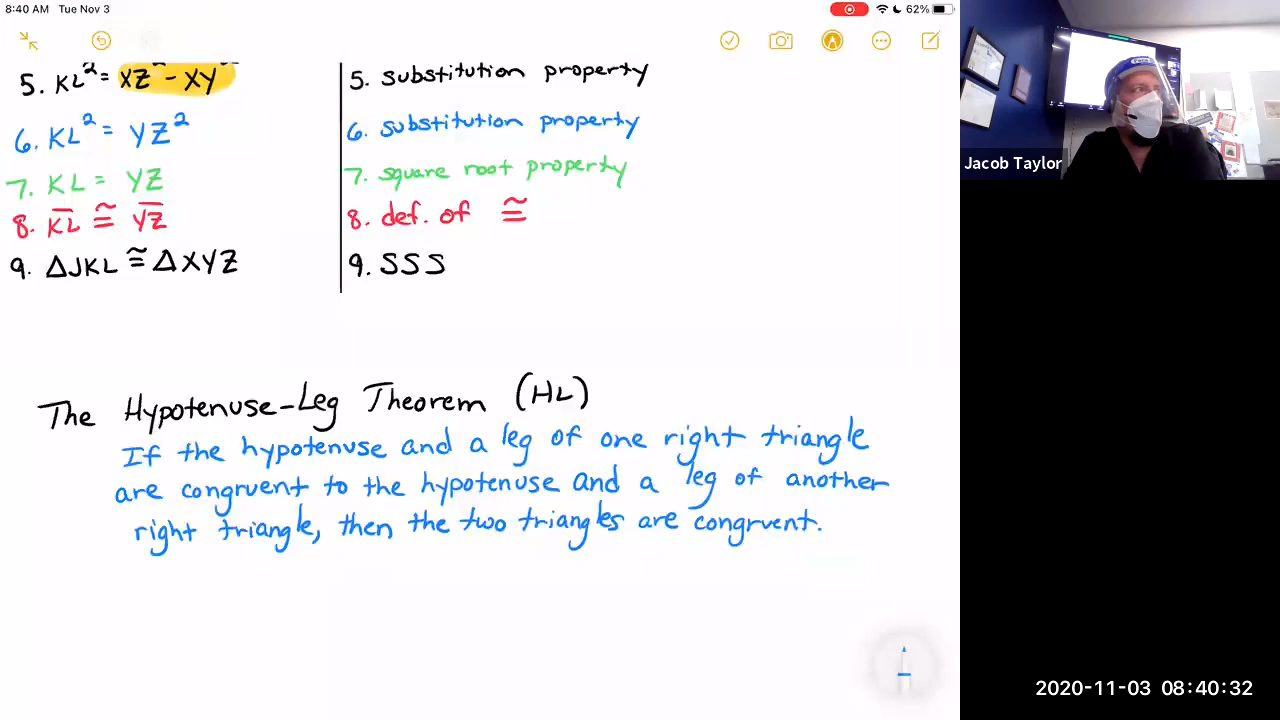 8:40 AM Tue Nov 3
62%
5. KL² = XZ² - XY²
5. substitution property
6. KL² = YZ²
6. substitution property
7. KL = YZ
7. square root property
8. K̅L̅ ≅ Y̅Z̅
8. def. of ≅
9. ΔJKL ≅ ΔXYZ
9. SSS
The Hypotenuse-Leg Theorem (HL)
If the hypotenuse and a leg of one right triangle
are congruent to the hypotenuse and a leg of another
right triangle, then the two triangles are congruent.
Jacob Taylor
2020-11-03 08:40:32